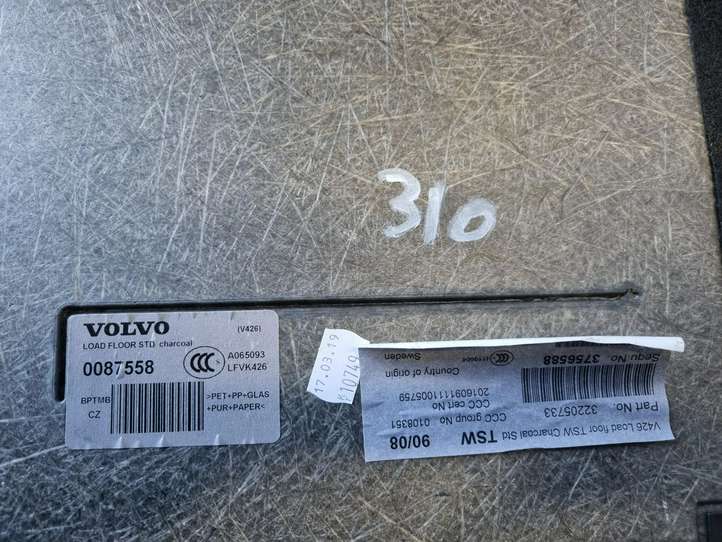 310
VOLVO (V426)
LOAD FLOOR STD charcoal
0087558 CCC A065093
LFVK426
BPTMB >PET+PP+GLAS
CZ +PUR+PAPER<
17.03.19
10749
V426 Load floor TSW Charcoal Std TSW 90/08
Part No. 32205733
CCC group No 0108351
CCC cert No 2016091111005759
Country of origin Sweden
Sequ No. 3756588